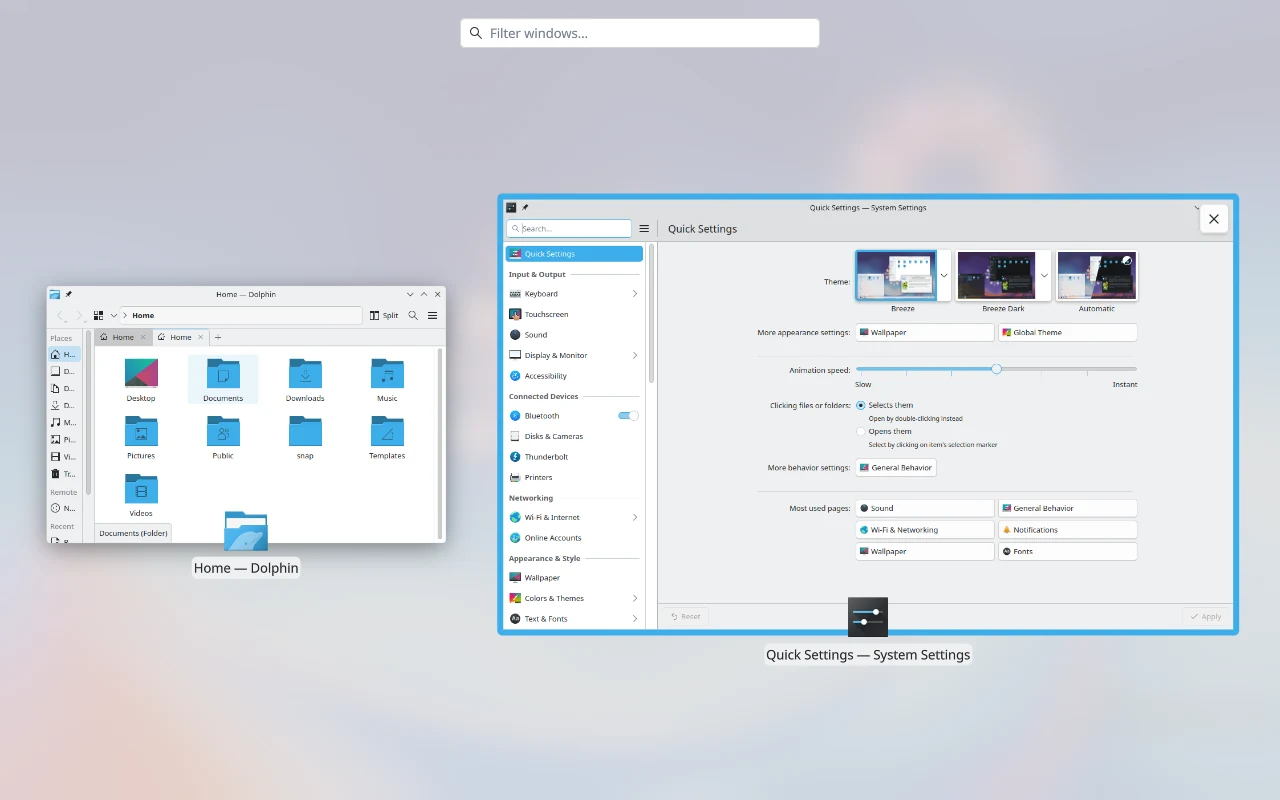 Filter windows...
Home — Dolphin
Home
Split
Home
Home
Places
H...
D...
D...
D...
M...
Pi...
Vi...
Tr...
Remote
N...
Recent
Desktop
Documents
Downloads
Music
Pictures
Public
snap
Templates
Videos
Documents (Folder)
Home — Dolphin
Quick Settings — System Settings
Search...
Quick Settings
Quick Settings
Input & Output
Keyboard
Touchscreen
Sound
Display & Monitor
Accessibility
Connected Devices
Bluetooth
Disks & Cameras
Thunderbolt
Printers
Networking
Wi-Fi & Internet
Online Accounts
Appearance & Style
Wallpaper
Colors & Themes
Text & Fonts
Theme:
Breeze
Breeze Dark
Automatic
More appearance settings:
Wallpaper
Global Theme
Animation speed:
Slow
Instant
Clicking files or folders:
Selects them
Open by double-clicking instead
Opens them
Select by clicking on item's selection marker
More behavior settings:
General Behavior
Most used pages:
Sound
General Behavior
Wi-Fi & Networking
Notifications
Wallpaper
Fonts
Reset
Apply
Quick Settings — System Settings